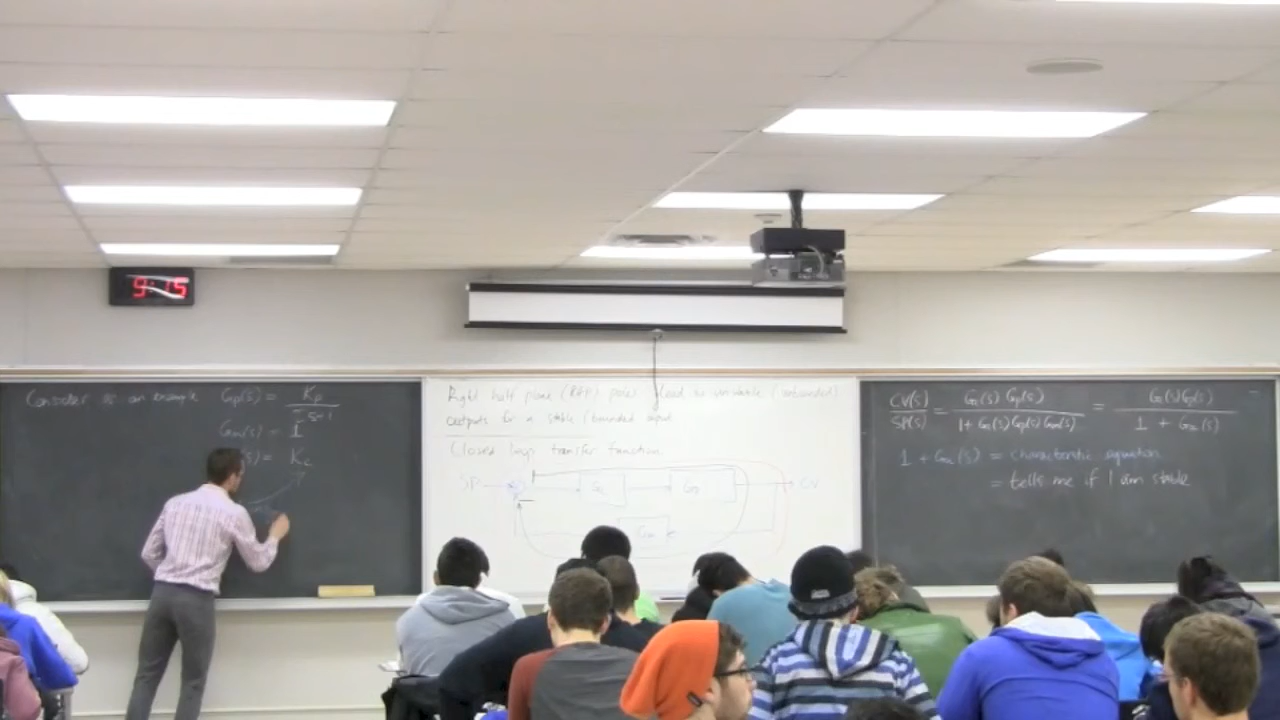 9:15
Consider as an example Gp(s) = Kp / τs-1
Gm(s) = 1
(s) = Kc
Right half plane (RHP) poles lead to unstable (unbounded)
outputs for a stable / bounded input
Closed loop transfer function
SP Gc Gp CV
Gm
CV(s) / SP(s) = Gc(s) Gp(s) / 1 + Gc(s) Gp(s) Gm(s) = Gc(s) Gp(s) / 1 + (s)
1 + (s) = characteristic equation
= tells me if I am stable